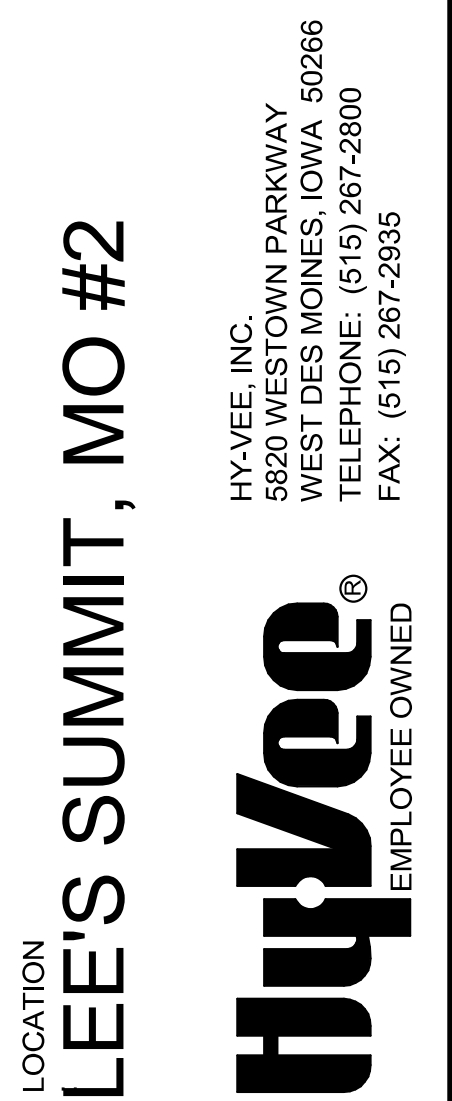 LOCATION
LEE'S SUMMIT, MO #2
HY-VEE, INC.
5820 WESTOWN PARKWAY
WEST DES MOINES, IOWA  50266
TELEPHONE:  (515) 267-2800
FAX:  (515) 267-2935
HyVee®
EMPLOYEE OWNED